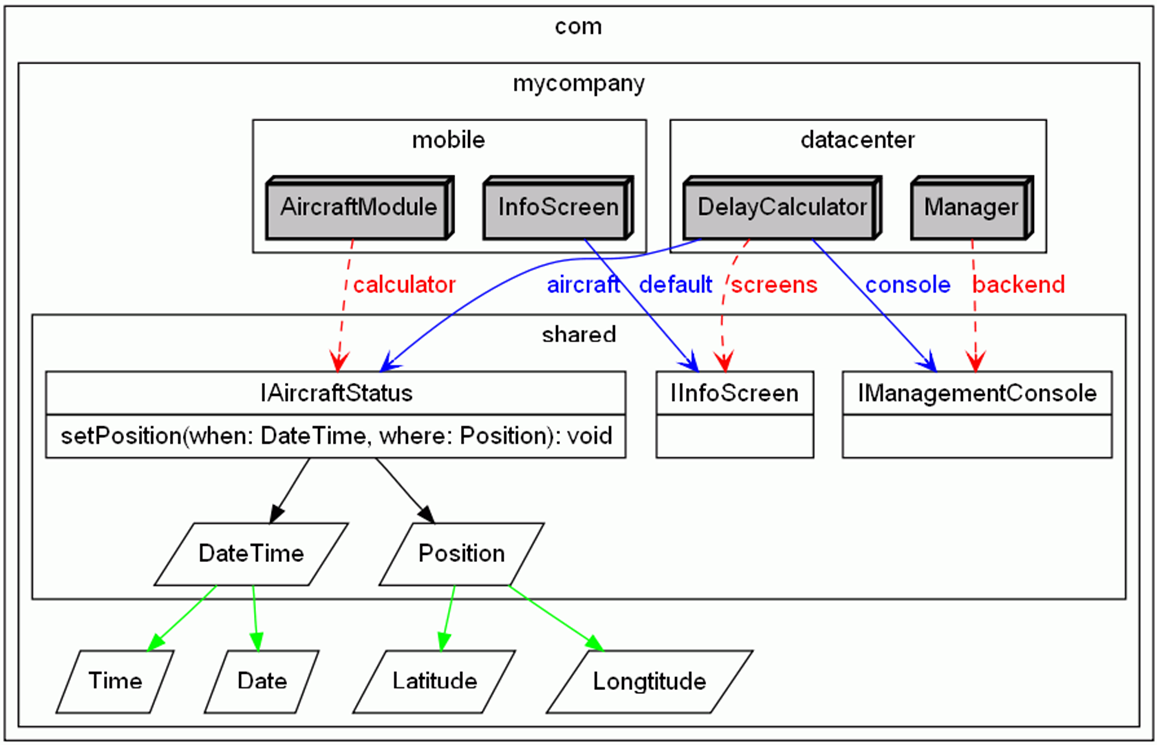 com
mycompany
mobile
datacenter
AircraftModule
InfoScreen
DelayCalculator
Manager
calculator
aircraft
default
screens
console
backend
shared
IAircraftStatus
IInfoScreen
IManagementConsole
setPosition(when: DateTime, where: Position): void
DateTime
Position
Time
Date
Latitude
Longtitude